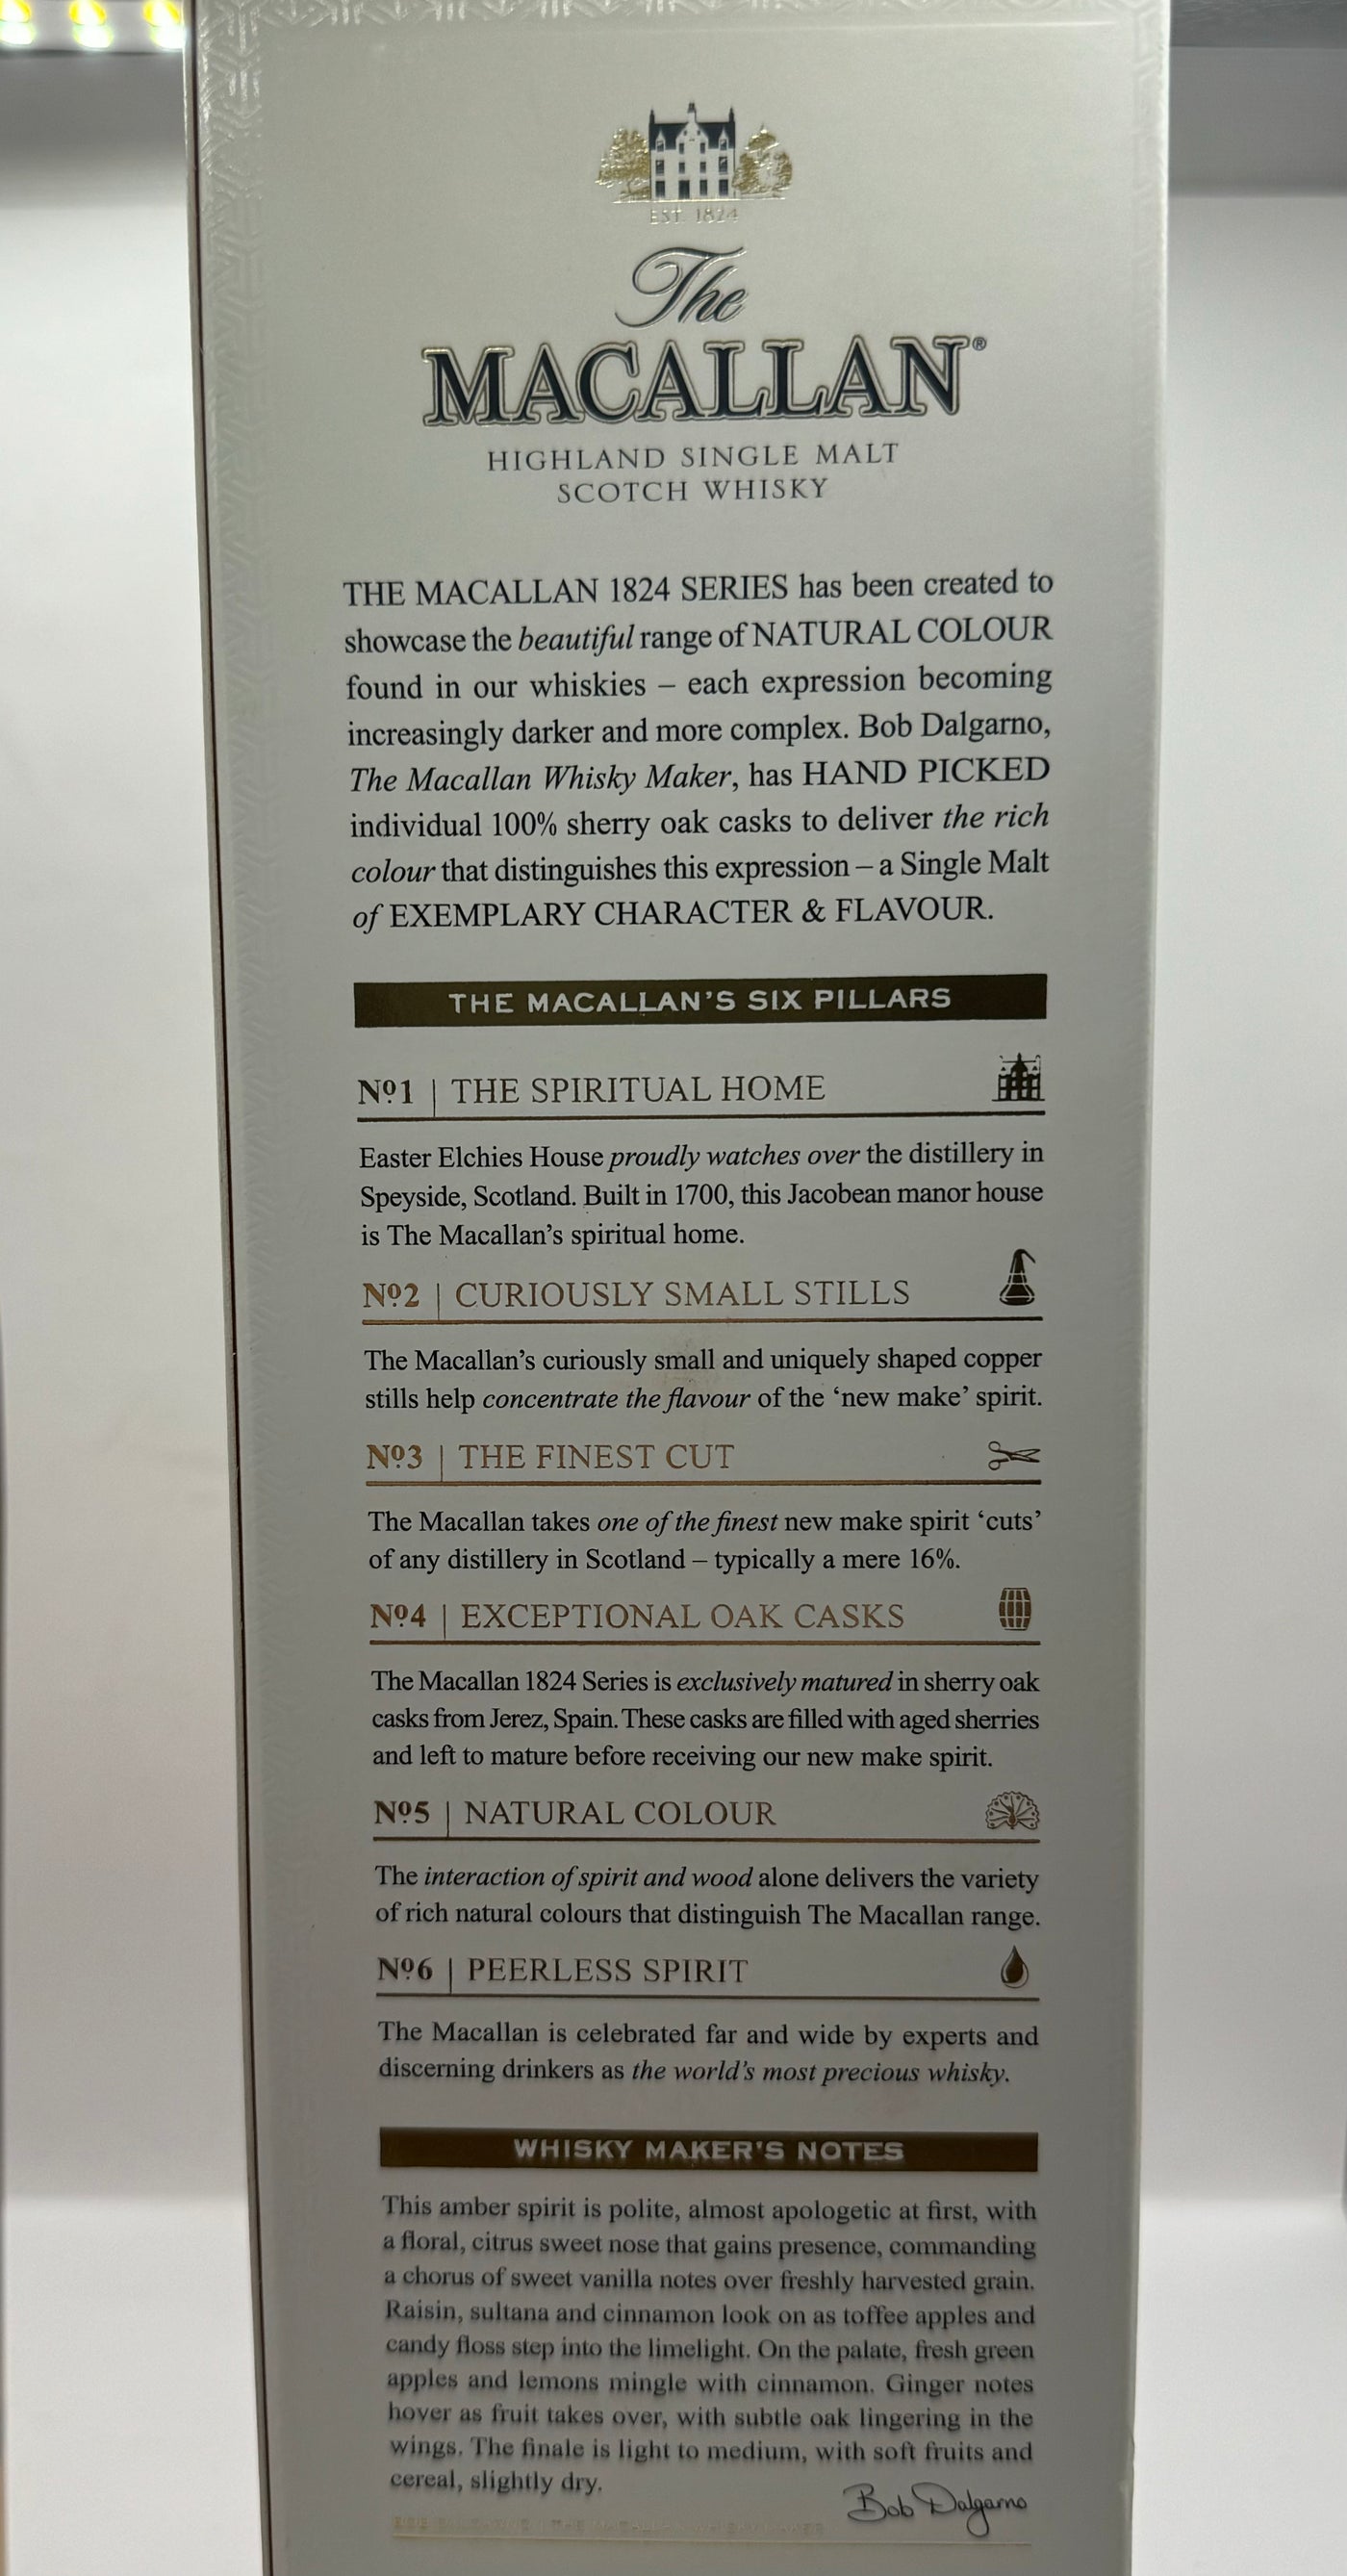 EST. 1824
The
MACALLAN®
HIGHLAND SINGLE MALT
SCOTCH WHISKY
THE MACALLAN 1824 SERIES has been created to
showcase the beautiful range of NATURAL COLOUR
found in our whiskies – each expression becoming
increasingly darker and more complex. Bob Dalgarno,
The Macallan Whisky Maker, has HAND PICKED
individual 100% sherry oak casks to deliver the rich
colour that distinguishes this expression – a Single Malt
of EXEMPLARY CHARACTER & FLAVOUR.
THE MACALLAN'S SIX PILLARS
Nº1 | THE SPIRITUAL HOME
Easter Elchies House proudly watches over the distillery in
Speyside, Scotland. Built in 1700, this Jacobean manor house
is The Macallan's spiritual home.
Nº2 | CURIOUSLY SMALL STILLS
The Macallan's curiously small and uniquely shaped copper
stills help concentrate the flavour of the ‘new make’ spirit.
Nº3 | THE FINEST CUT
The Macallan takes one of the finest new make spirit ‘cuts’
of any distillery in Scotland – typically a mere 16%.
Nº4 | EXCEPTIONAL OAK CASKS
The Macallan 1824 Series is exclusively matured in sherry oak
casks from Jerez, Spain. These casks are filled with aged sherries
and left to mature before receiving our new make spirit.
Nº5 | NATURAL COLOUR
The interaction of spirit and wood alone delivers the variety
of rich natural colours that distinguish The Macallan range.
Nº6 | PEERLESS SPIRIT
The Macallan is celebrated far and wide by experts and
discerning drinkers as the world's most precious whisky.
WHISKY MAKER'S NOTES
This amber spirit is polite, almost apologetic at first, with
a floral, citrus sweet nose that gains presence, commanding
a chorus of sweet vanilla notes over freshly harvested grain.
Raisin, sultana and cinnamon look on as toffee apples and
candy floss step into the limelight. On the palate, fresh green
apples and lemons mingle with cinnamon. Ginger notes
hover as fruit takes over, with subtle oak lingering in the
wings. The finale is light to medium, with soft fruits and
cereal, slightly dry.
Bob Dalgarno